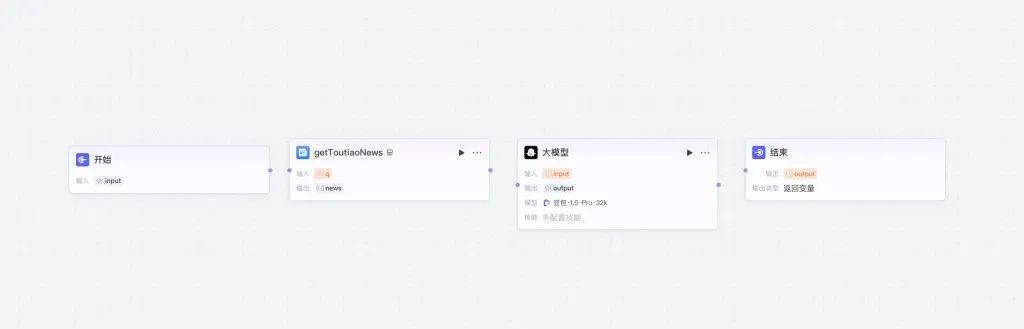 开始
输入 str. input
getToutiaoNews
输入 q
输出 news
大模型
输入 input
输出 str. output
模型 豆包·1.5·Pro·32k
技能 未配置技能
结束
输出 output
输出类型 返回变量